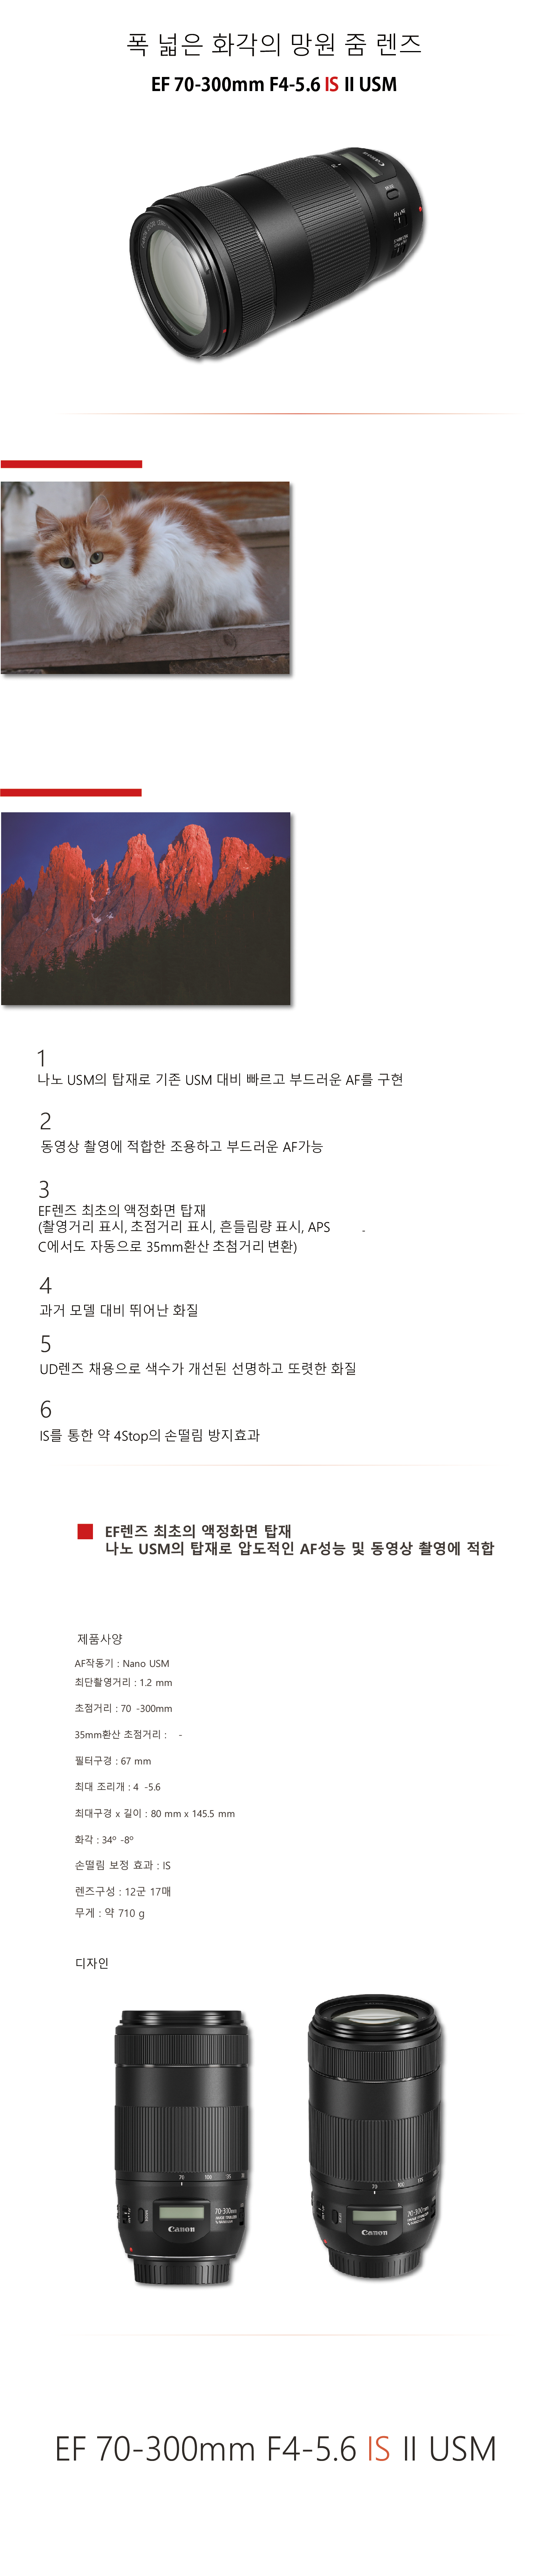 폭 넓은 화각의 망원 줌 렌즈
EF 70-300mm F4-5.6 IS II USM
1
나노 USM의 탑재로 기존 USM 대비 빠르고 부드러운 AF를 구현
2
동영상 촬영에 적합한 조용하고 부드러운 AF가능
3
EF렌즈 최초의 액정화면 탑재
(촬영거리 표시, 초점거리 표시, 흔들림량 표시, APS -
C에서도 자동으로 35mm환산 초첨거리 변환)
4
과거 모델 대비 뛰어난 화질
5
UD렌즈 채용으로 색수가 개선된 선명하고 또렷한 화질
6
IS를 통한 약 4Stop의 손떨림 방지효과
EF렌즈 최초의 액정화면 탑재
나노 USM의 탑재로 압도적인 AF성능 및 동영상 촬영에 적합
제품사양
AF작동기 : Nano USM
최단촬영거리 : 1.2 mm
초점거리 : 70 -300mm
35mm환산 초점거리 : -
필터구경 : 67 mm
최대 조리개 : 4 -5.6
최대구경 x 길이 : 80 mm x 145.5 mm
화각 : 34º -8º
손떨림 보정 효과 : IS
렌즈구성 : 12군 17매
무게 : 약 710 g
디자인
70 100 135
70-300mm
Canon
70 100 135
70-300mm
Canon
EF 70-300mm F4-5.6 IS II USM